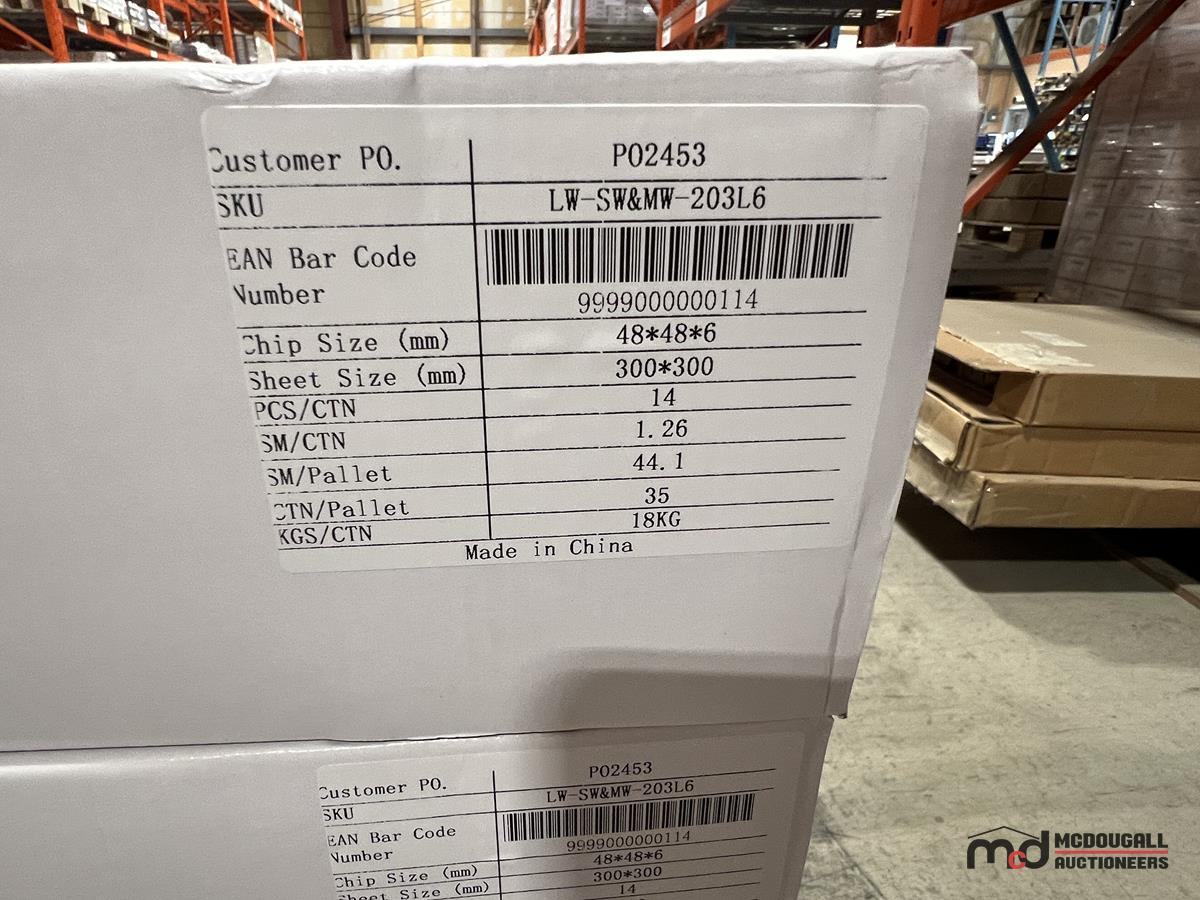 Customer PO. PO2453
SKU LW-SW&MW-203L6
EAN Bar Code
Number 9999000000114
Chip Size (mm) 48*48*6
Sheet Size (mm) 300*300
PCS/CTN 14
SM/CTN 1.26
SM/Pallet 44.1
CTN/Pallet 35
KGS/CTN 18KG
Made in China
Customer PO. PO2453
SKU LW-SW&MW-203L6
EAN Bar Code
Number 9999000000114
Chip Size (mm) 48*48*6
Sheet Size (mm) 300*300
14
mcd MCDOUGALL
AUCTIONEERS